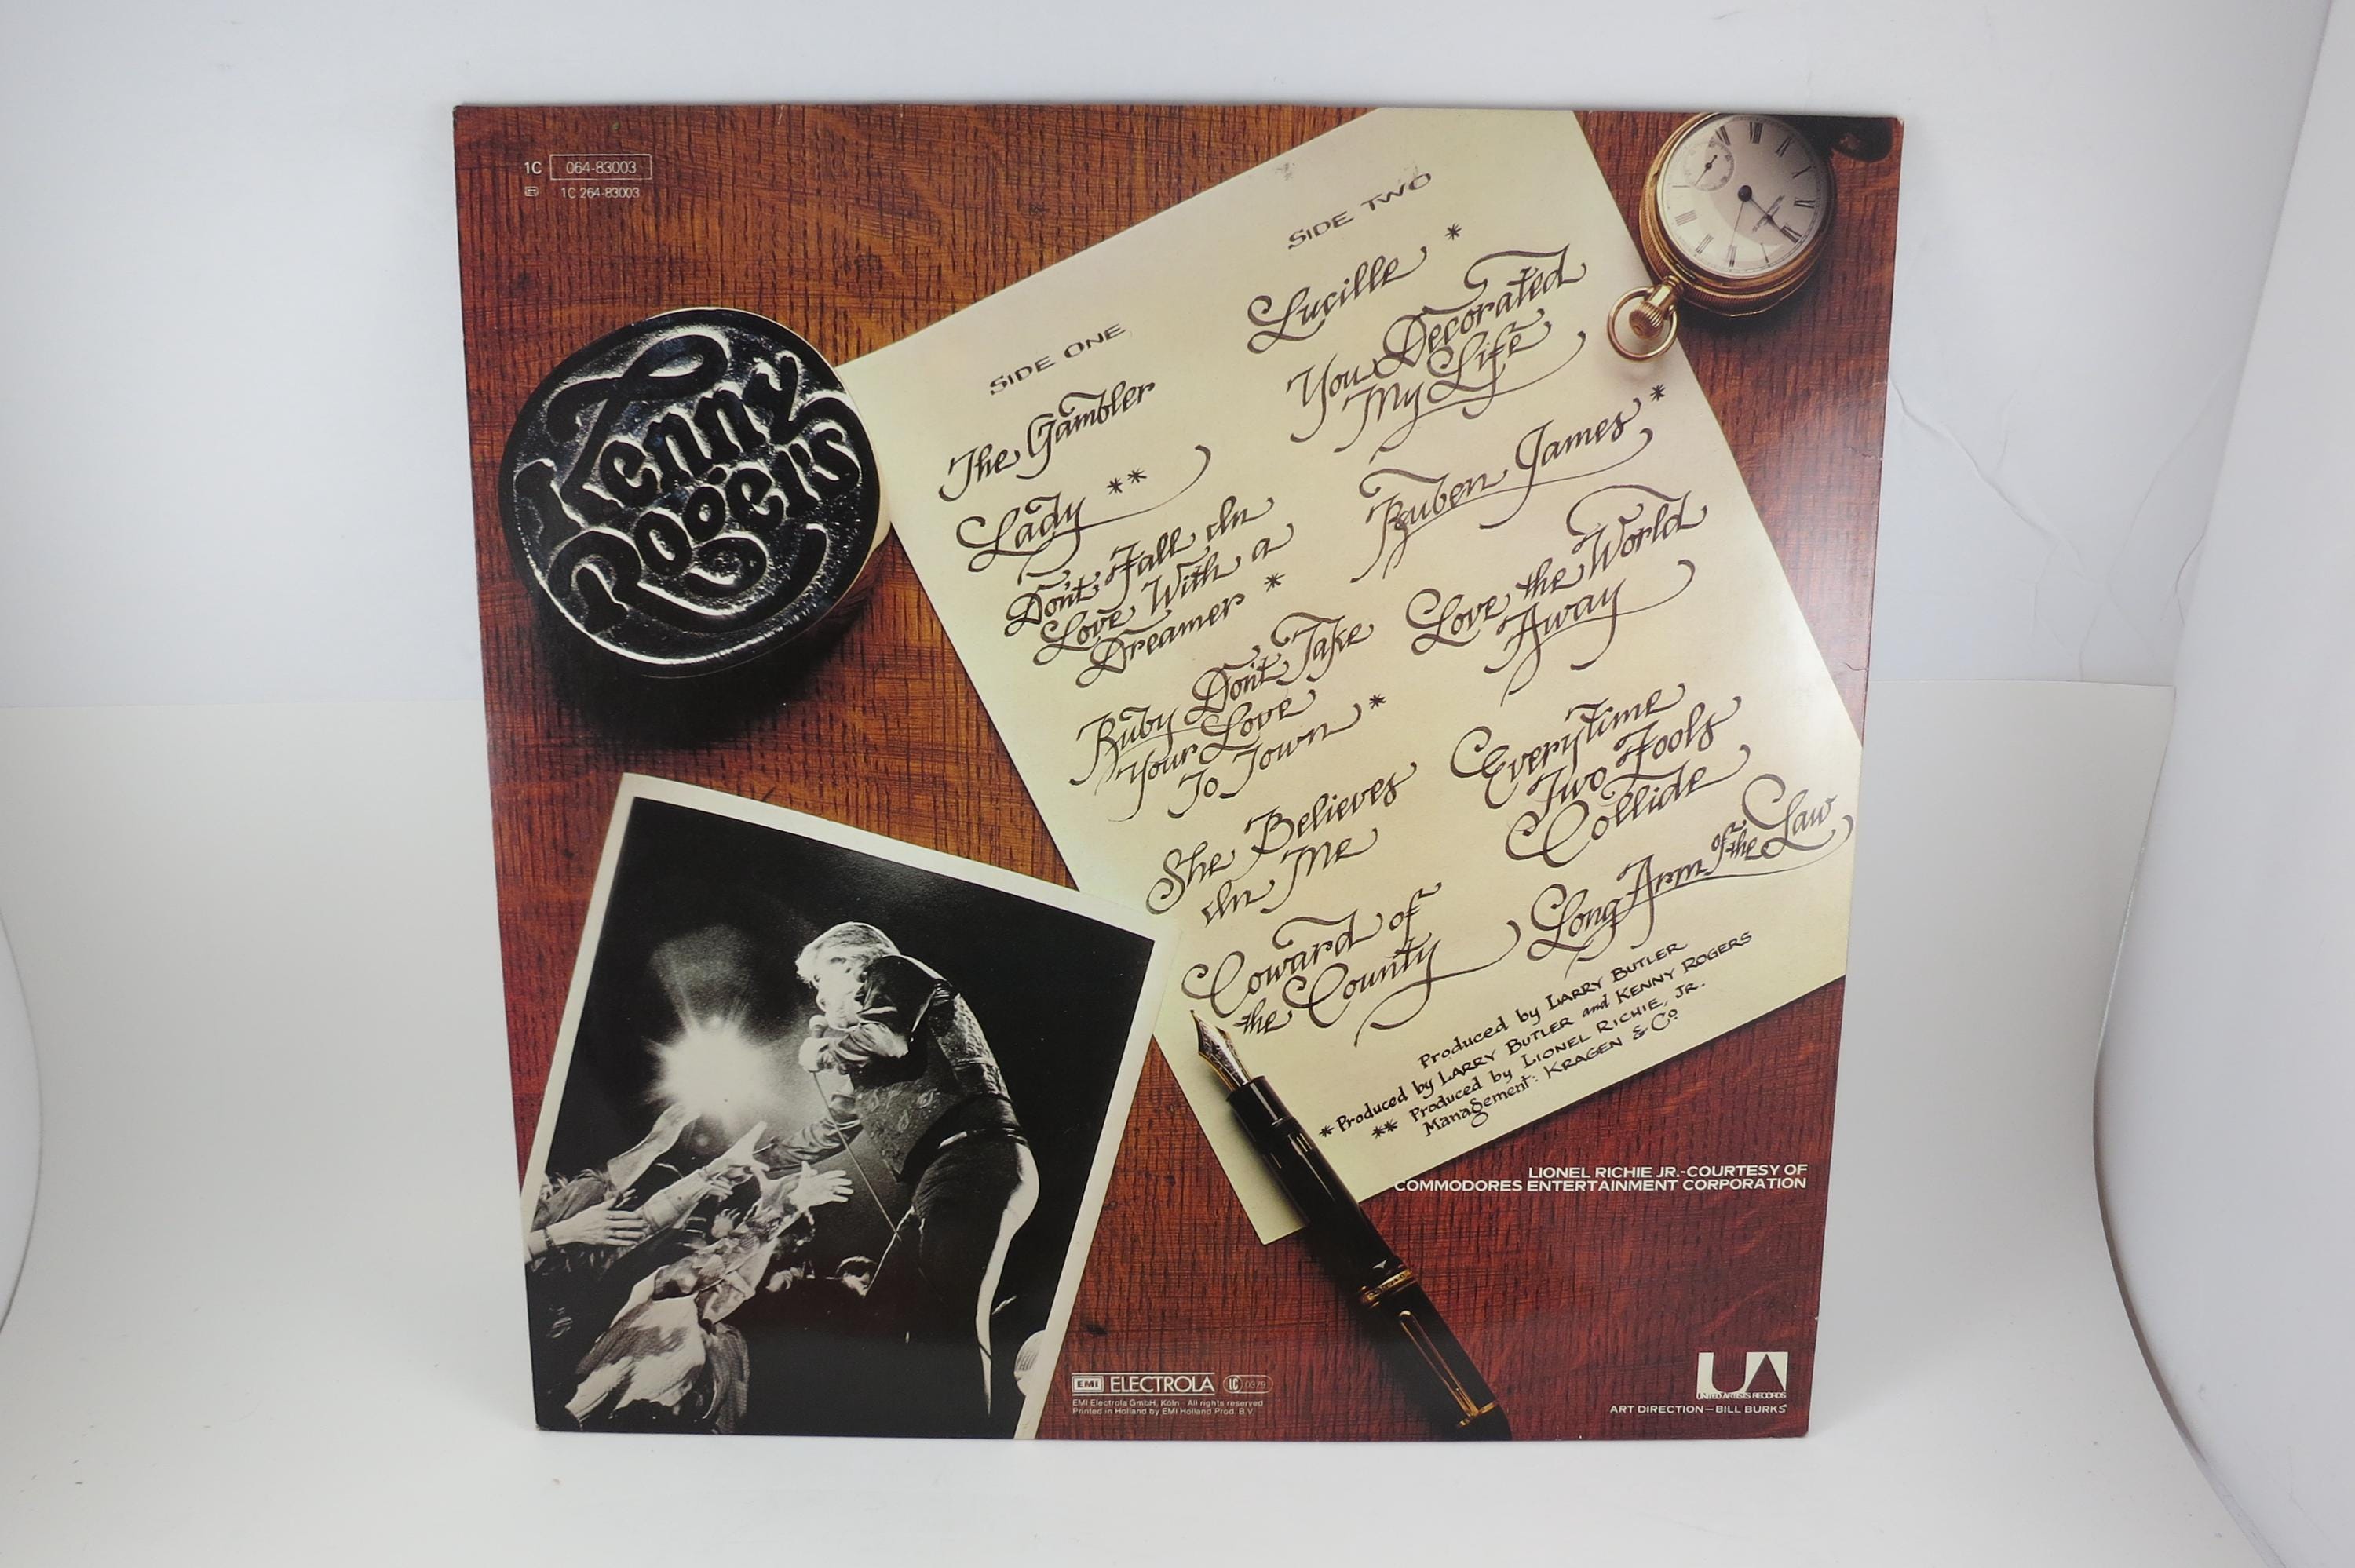 1C 064-83003
1C 264-83003
Kenny
Rogers
SIDE ONE
The Gambler
Lady **
Don't Fall In
Love With a
Dreamer *
Ruby Don't Take
Your Love
To Town *
She Believes
In Me
Coward of
the County
SIDE TWO
Lucille *
You Decorated
My Life
Ruben James *
Love the World
Away
Everytime
Two Fools
Collide
Long Arm of the Law
Produced by LARRY BUTLER
*Produced by LARRY BUTLER and KENNY ROGERS
** Produced by LIONEL RICHIE, JR.
Management: KRAGEN & Co
LIONEL RICHIE JR.-COURTESY OF
COMMODORES ENTERTAINMENT CORPORATION
EMI ELECTROLA LC 0379
EMI Electrola GmbH, Köln · All rights reserved
Printed in Holland by EMI Holland Prod. B.V.
UA
UNITED ARTISTS RECORDS
ART DIRECTION—BILL BURKS